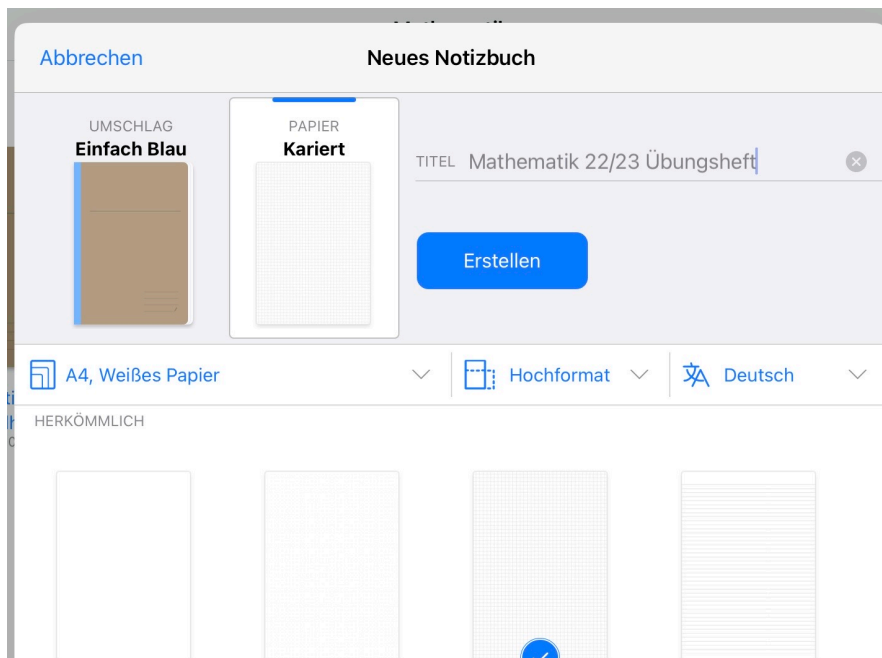 Abbrechen
Neues Notizbuch
UMSCHLAG
Einfach Blau
PAPIER
Kariert
TITEL Mathematik 22/23 Übungsheft
Erstellen
A4, Weißes Papier
Hochformat
Deutsch
HERKÖMMLICH